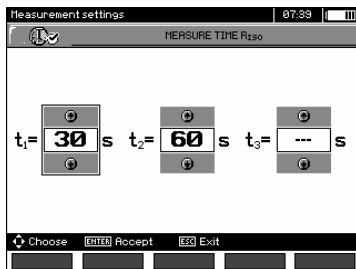 Measurement settings 07:39
MEASURE TIME RISO
t1= 30 s t2= 60 s t3= --- s
Choose ENTER Accept ESC Exit